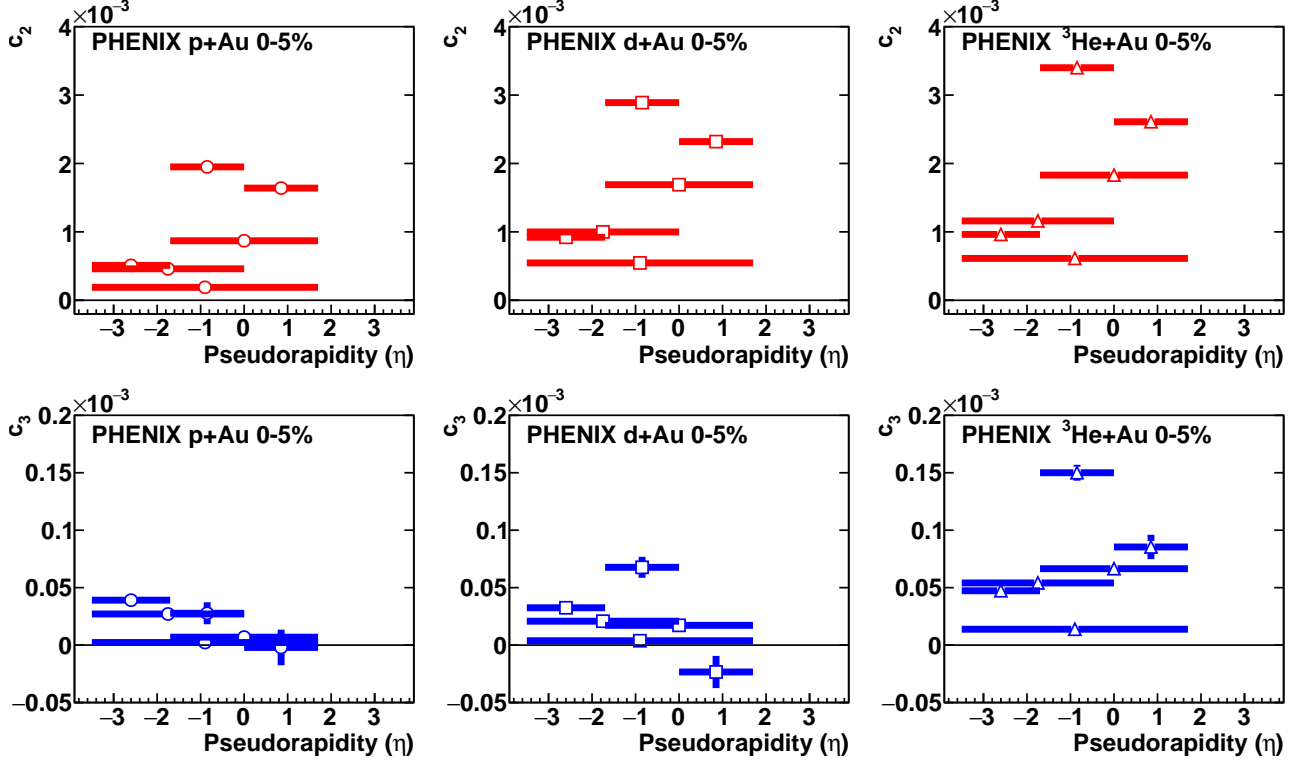 ×10⁻³ ×10⁻³ ×10⁻³
c₂ 4 PHENIX p+Au 0-5% c₂ 4 PHENIX d+Au 0-5% c₂ 4 PHENIX ³He+Au 0-5%
3 3 3
2 2 2
1 1 1
0 0 0
−3 −2 −1 0 1 2 3 −3 −2 −1 0 1 2 3 −3 −2 −1 0 1 2 3
Pseudorapidity (η) Pseudorapidity (η) Pseudorapidity (η)
×10⁻³ ×10⁻³ ×10⁻³
c₃ 0.2 PHENIX p+Au 0-5% c₃ 0.2 PHENIX d+Au 0-5% c₃ 0.2 PHENIX ³He+Au 0-5%
0.15 0.15 0.15
0.1 0.1 0.1
0.05 0.05 0.05
0 0 0
−0.05 −0.05 −0.05
−3 −2 −1 0 1 2 3 −3 −2 −1 0 1 2 3 −3 −2 −1 0 1 2 3
Pseudorapidity (η) Pseudorapidity (η) Pseudorapidity (η)